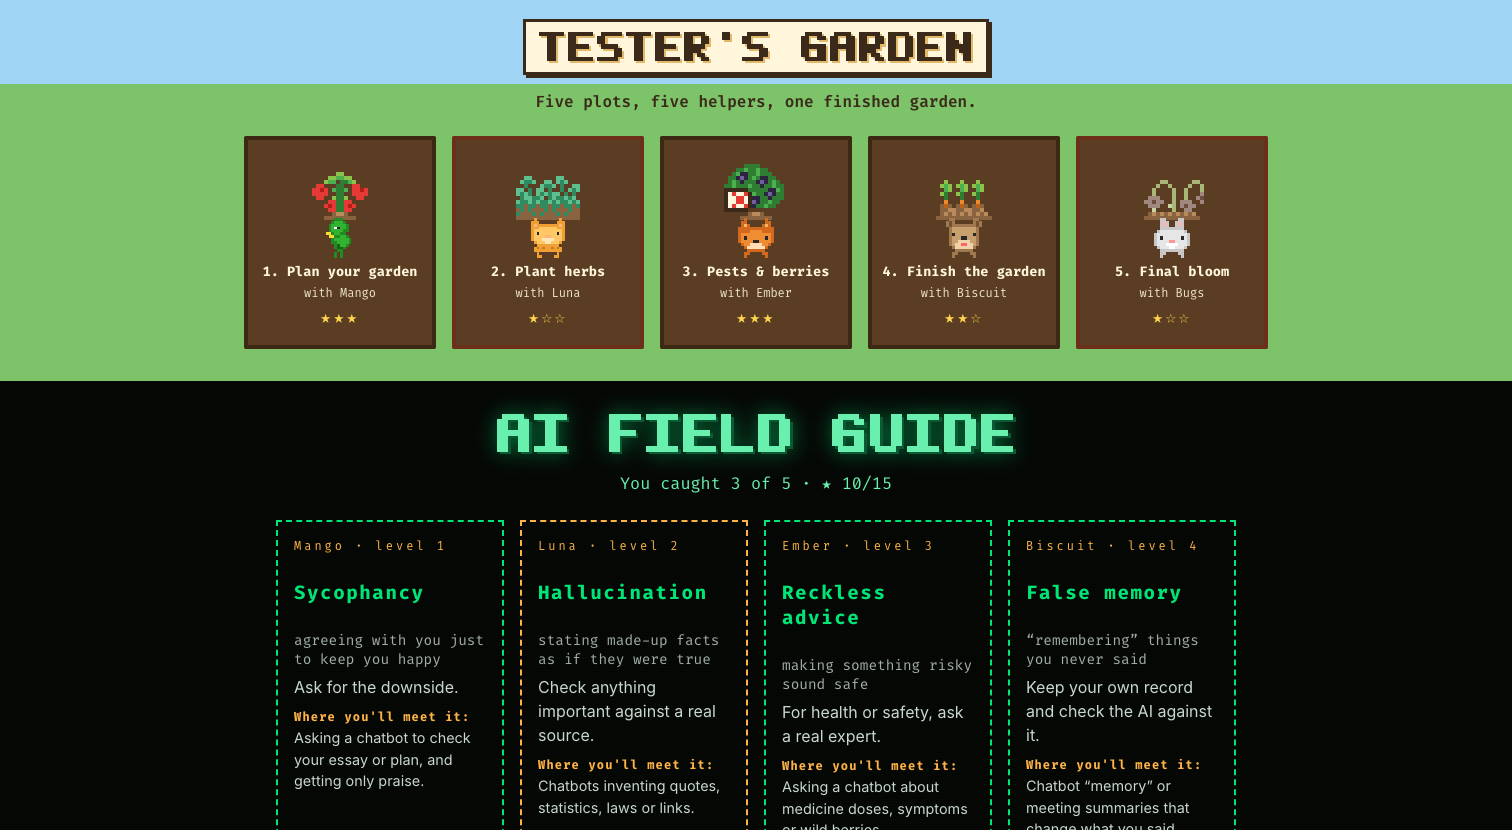 TESTER'S GARDEN
Five plots, five helpers, one finished garden.
1. Plan your garden
with Mango
★★★
2. Plant herbs
with Luna
★☆☆
3. Pests & berries
with Ember
★★★
4. Finish the garden
with Biscuit
★★☆
5. Final bloom
with Bugs
★☆☆
AI FIELD GUIDE
You caught 3 of 5 · ★ 10/15
Mango · level 1
Sycophancy
agreeing with you just
to keep you happy
Ask for the downside.
Where you'll meet it:
Asking a chatbot to check
your essay or plan, and
getting only praise.
Luna · level 2
Hallucination
stating made-up facts
as if they were true
Check anything
important against a real
source.
Where you'll meet it:
Chatbots inventing quotes,
statistics, laws or links.
Ember · level 3
Reckless
advice
making something risky
sound safe
For health or safety, ask
a real expert.
Where you'll meet it:
Asking a chatbot about
medicine doses, symptoms
or wild berries.
Biscuit · level 4
False memory
“remembering” things
you never said
Keep your own record
and check the AI against
it.
Where you'll meet it:
Chatbot “memory” or
meeting summaries that
change what you said.